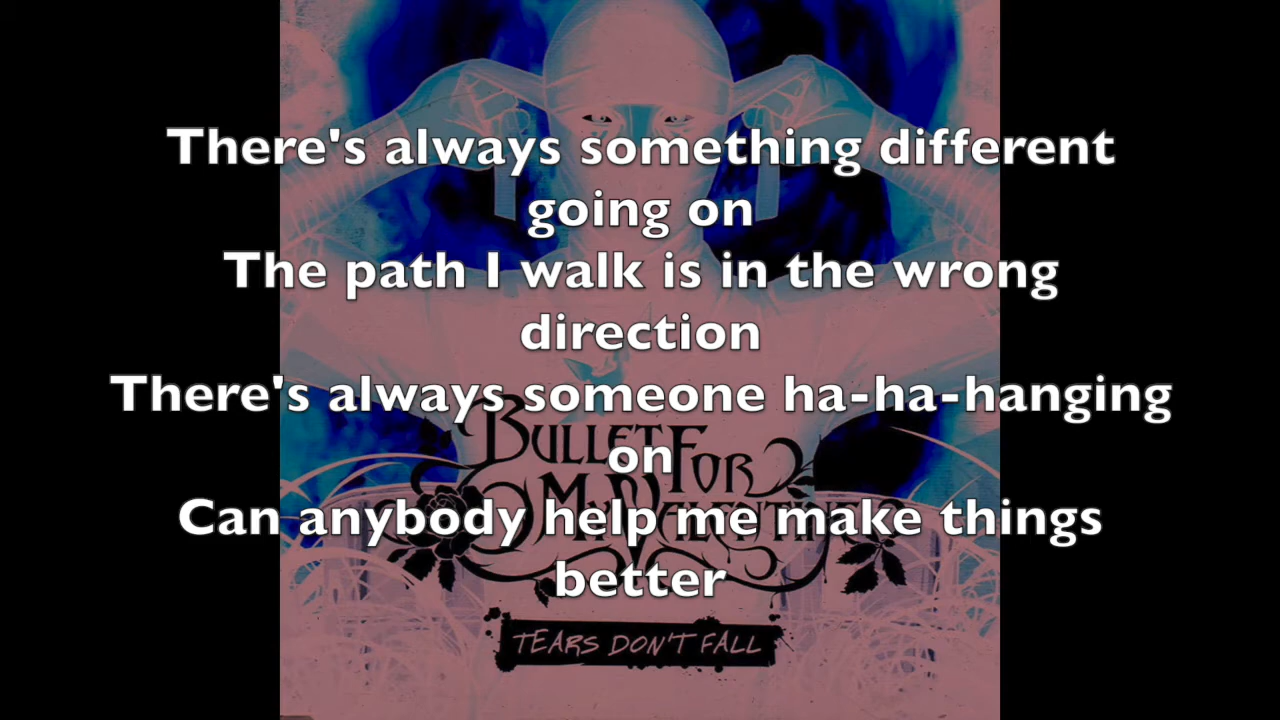 There's always something different
going on
The path I walk is in the wrong
direction
There's always someone ha-ha-hanging
on
Can anybody help me make things
better
BULLET FOR
MY VALENTINE
TEARS DON'T FALL